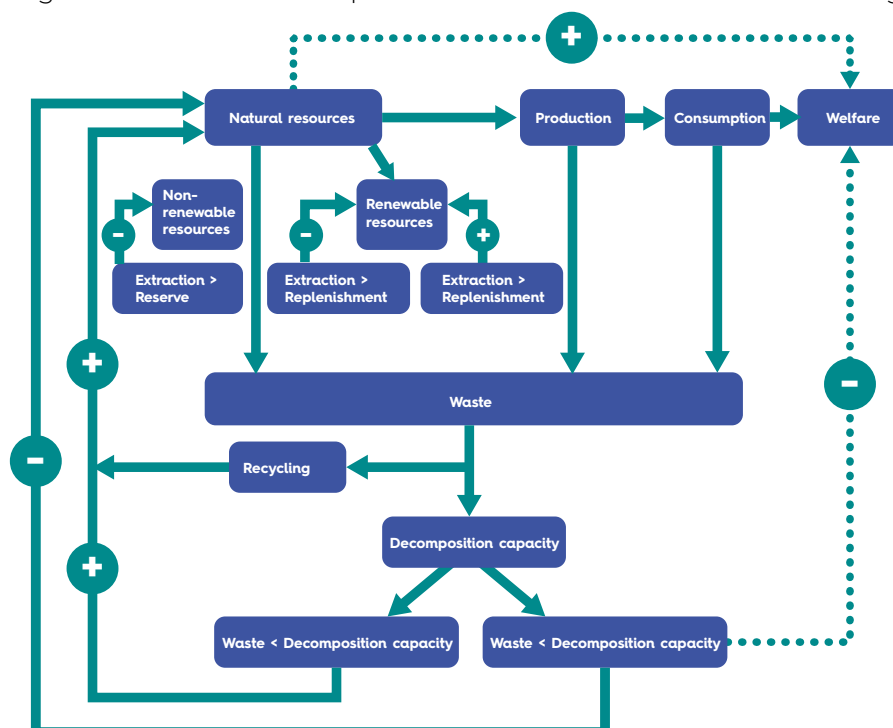 +
Natural resources
Production
Consumption
Welfare
Non-
renewable
resources
Renewable
resources
-
-
+
Extraction >
Reserve
Extraction >
Replenishment
Extraction >
Replenishment
+
-
Waste
-
Recycling
Decomposition capacity
+
Waste < Decomposition capacity
Waste < Decomposition capacity